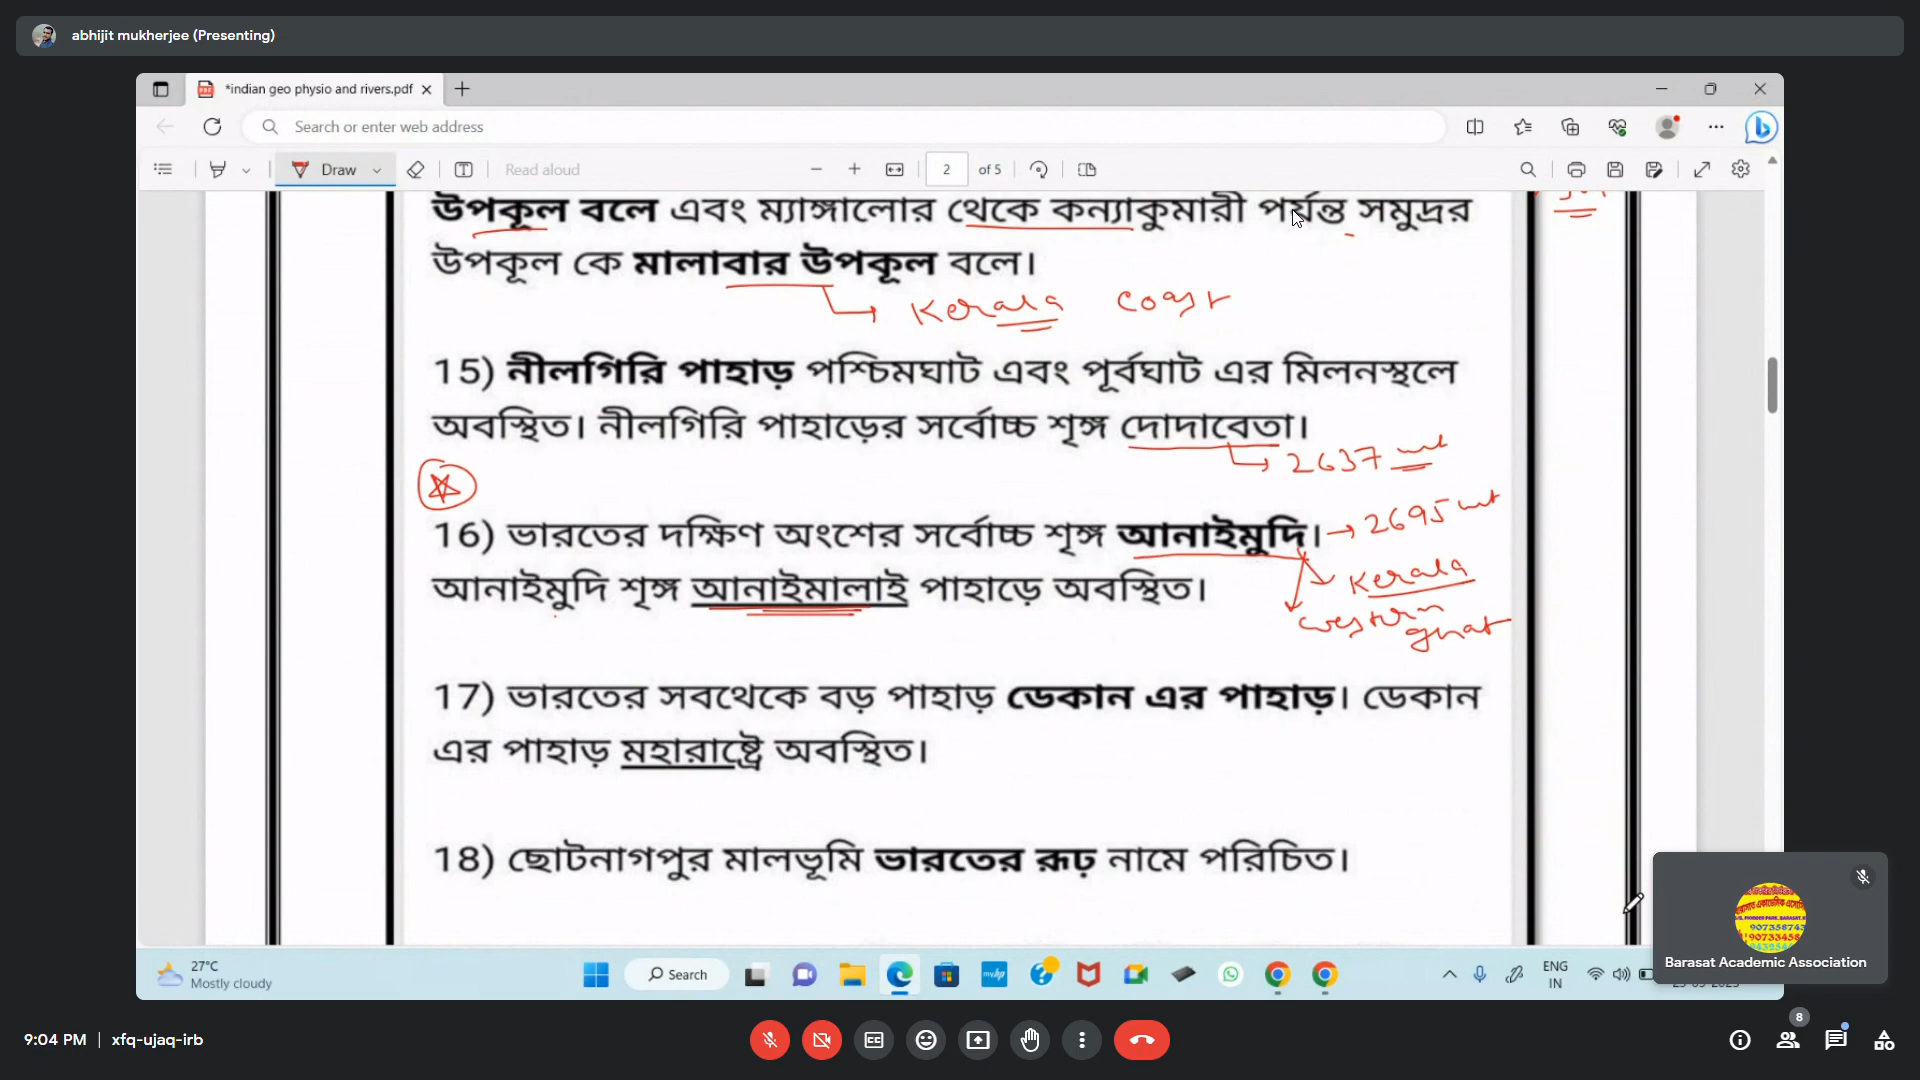 abhijit mukherjee (Presenting)
*indian geo physio and rivers.pdf
Search or enter web address
Draw
Read aloud
2 of 5
উপকূল বলে এবং ম্যাঙ্গালোর থেকে কন্যাকুমারী পর্যন্ত সমুদ্রর
উপকূল কে মালাবার উপকূল বলে।
Kerala coast
15) নীলগিরি পাহাড় পশ্চিমঘাট এবং পূর্বঘাট এর মিলনস্থলে
অবস্থিত। নীলগিরি পাহাড়ের সর্বোচ্চ শৃঙ্গ দোদাবেতা।
2637 mt
16) ভারতের দক্ষিণ অংশের সর্বোচ্চ শৃঙ্গ আনাইমুদি। → 2695 mt
আনাইমুদি শৃঙ্গ আনাইমালাই পাহাড়ে অবস্থিত।
Kerala
western
ghat
17) ভারতের সবথেকে বড় পাহাড় ডেকান এর পাহাড়। ডেকান
এর পাহাড় মহারাষ্ট্রে অবস্থিত।
18) ছোটনাগপুর মালভূমি ভারতের রূঢ় নামে পরিচিত।
Barasat Academic Association
27°C
Mostly cloudy
Search
ENG
IN
9:04 PM | xfq-ujaq-irb
8